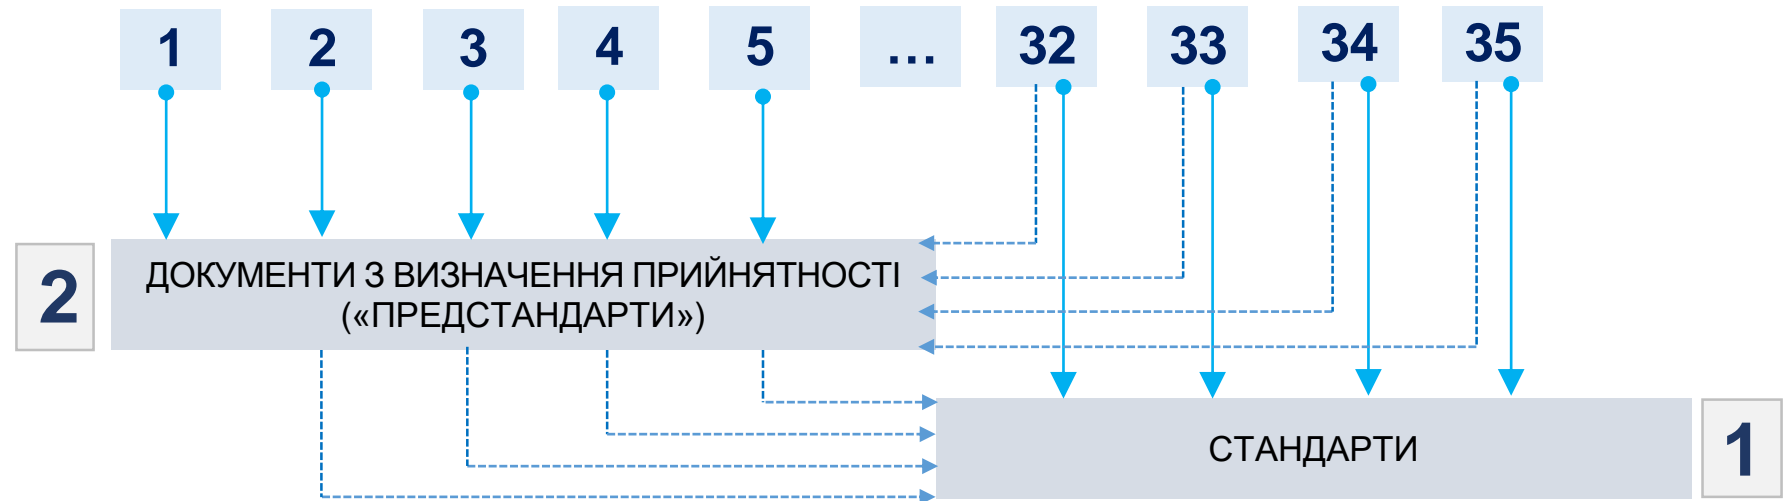 1 2 3 4 5 … 32 33 34 35
2
ДОКУМЕНТИ З ВИЗНАЧЕННЯ ПРИЙНЯТНОСТІ
(«ПРЕДСТАНДАРТИ»)
СТАНДАРТИ
1